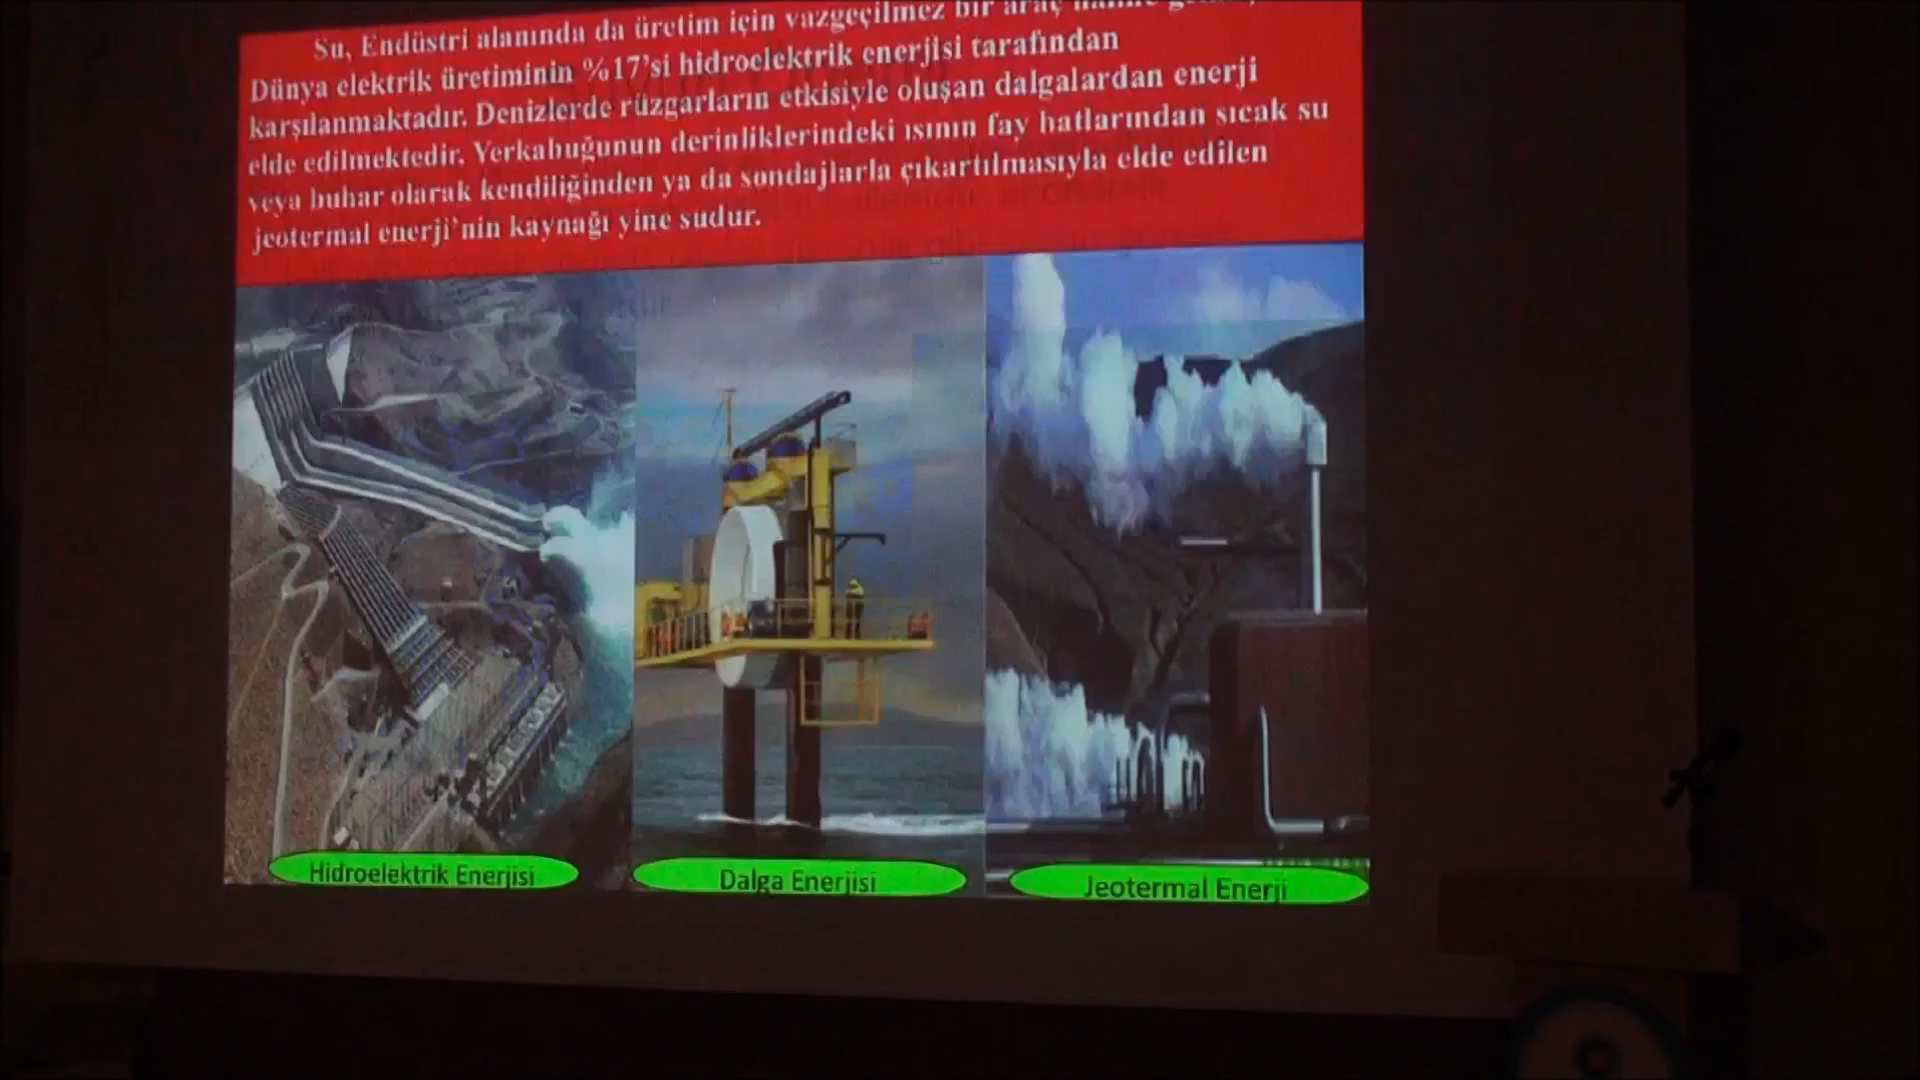 Su, Endüstri alanında da üretim için vazgeçilmez bir araç haline
Dünya elektrik üretiminin %17'si hidroelektrik enerjisi tarafından
karşılanmaktadır. Denizlerde rüzgarların etkisiyle oluşan dalgalardan enerji
elde edilmektedir. Yerkabuğunun derinliklerindeki ısının fay hatlarından sıcak su
veya buhar olarak kendiliğinden ya da sondajlarla çıkartılmasıyla elde edilen
jeotermal enerji'nin kaynağı yine sudur.
Hidroelektrik Enerjisi
Dalga Enerjisi
Jeotermal Enerji